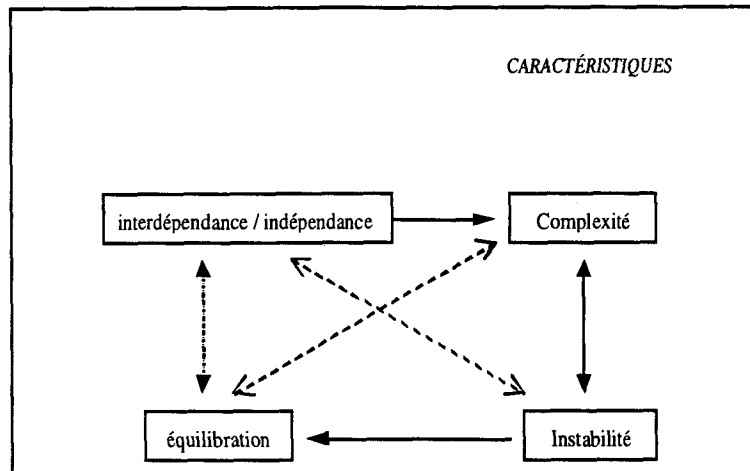 CARACTÉRISTIQUES
interdépendance / indépendance
Complexité
équilibration
Instabilité